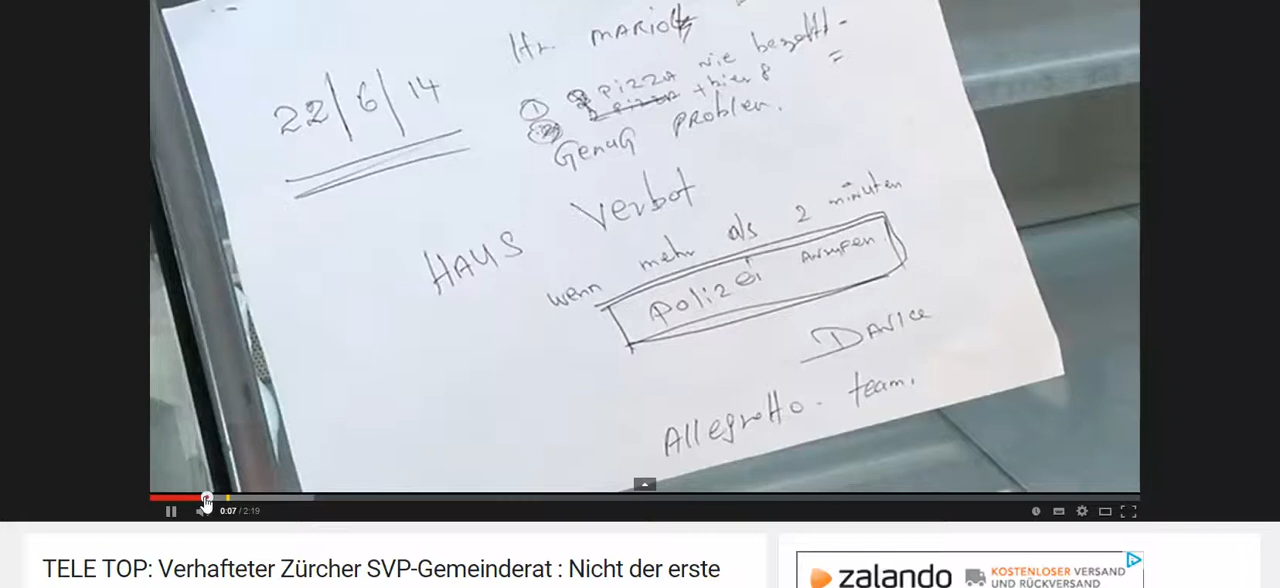 Hr. MARIO
22/6/14
① PIZZA nie bezahlt -
+ bier
Genug PROBLem.
HAUS Verbot
wenn mehr als 2 minuten
Polizei Anrufen.
DAVICE
Allegretto - team.
0:07 / 2:19
TELE TOP: Verhafteter Zürcher SVP-Gemeinderat : Nicht der erste
zalando
KOSTENLOSER VERSAND
UND RÜCKVERSAND